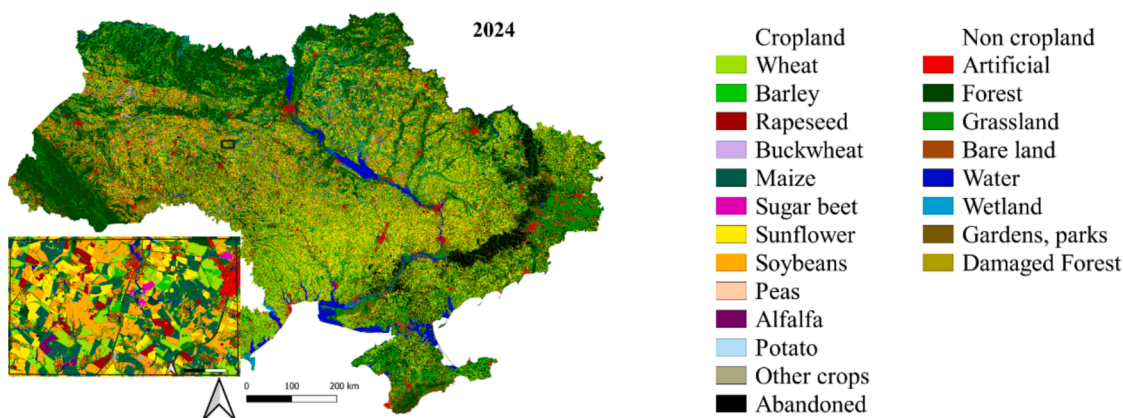 2024
0 100 200 km
Cropland
Wheat
Barley
Rapeseed
Buckwheat
Maize
Sugar beet
Sunflower
Soybeans
Peas
Alfalfa
Potato
Other crops
Abandoned
Non cropland
Artificial
Forest
Grassland
Bare land
Water
Wetland
Gardens, parks
Damaged Forest